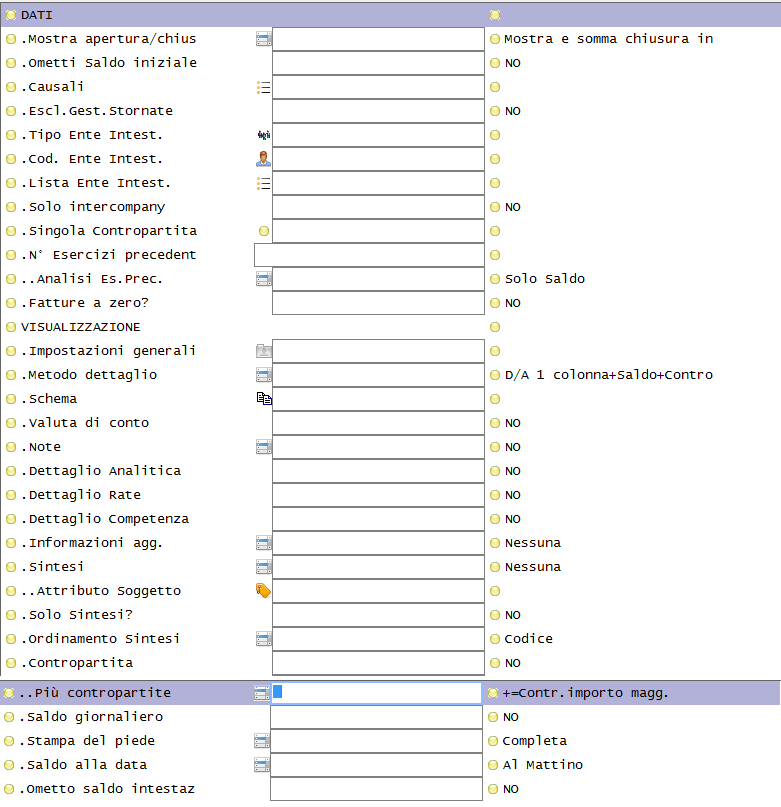 DATI
.Mostra apertura/chius Mostra e somma chiusura in
.Ometti Saldo iniziale NO
.Causali
.Escl.Gest.Stornate NO
.Tipo Ente Intest.
.Cod. Ente Intest.
.Lista Ente Intest.
.Solo intercompany NO
.Singola Contropartita
.N° Esercizi precedent
..Analisi Es.Prec. Solo Saldo
.Fatture a zero? NO
VISUALIZZAZIONE
.Impostazioni generali
.Metodo dettaglio D/A 1 colonna+Saldo+Contro
.Schema
.Valuta di conto NO
.Note NO
.Dettaglio Analitica NO
.Dettaglio Rate NO
.Dettaglio Competenza NO
.Informazioni agg. Nessuna
.Sintesi Nessuna
..Attributo Soggetto
.Solo Sintesi? NO
.Ordinamento Sintesi Codice
.Contropartita NO
..Più contropartite +=Contr.importo magg.
.Saldo giornaliero NO
.Stampa del piede Completa
.Saldo alla data Al Mattino
.Ometto saldo intestaz NO